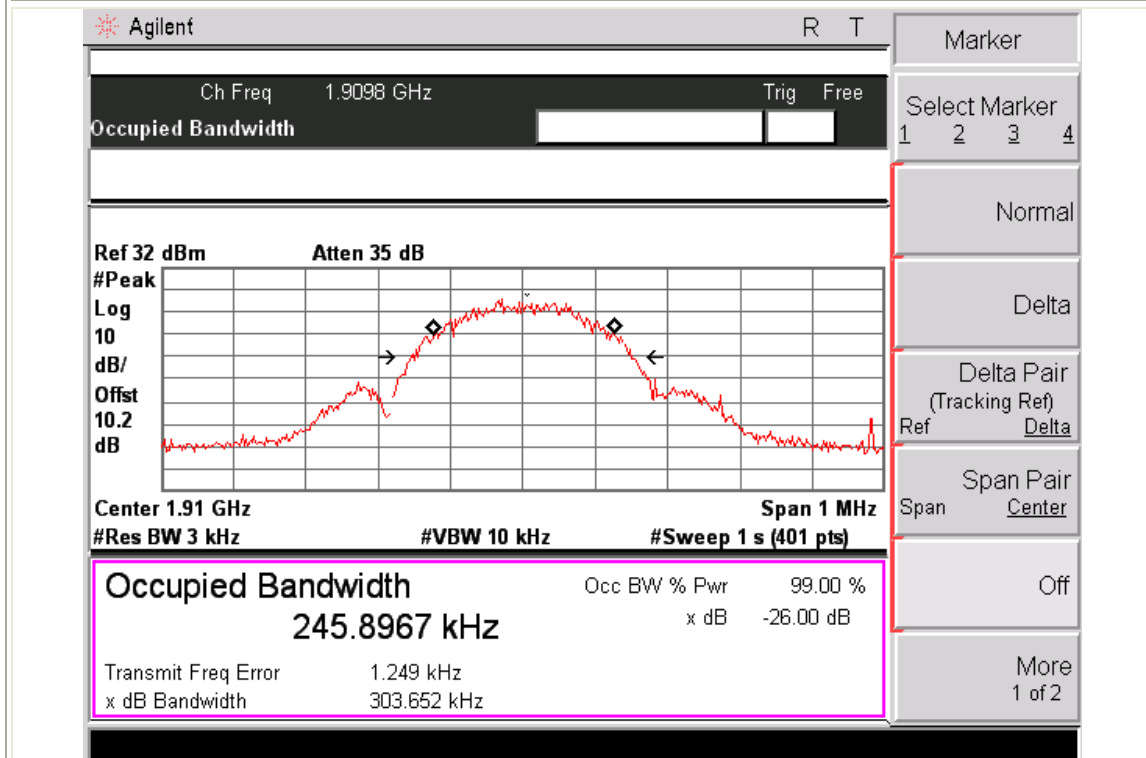 Agilent R T
Ch Freq 1.9098 GHz Trig Free
Occupied Bandwidth
Ref 32 dBm Atten 35 dB
#Peak
Log
10
dB/
Offst
10.2
dB
Center 1.91 GHz Span 1 MHz
#Res BW 3 kHz #VBW 10 kHz #Sweep 1 s (401 pts)
Occupied Bandwidth
245.8967 kHz
Occ BW % Pwr 99.00 %
x dB -26.00 dB
Transmit Freq Error 1.249 kHz
x dB Bandwidth 303.652 kHz
Marker
Select Marker
1 2 3 4
Normal
Delta
Delta Pair
(Tracking Ref)
Ref Delta
Span Pair
Span Center
Off
More
1 of 2